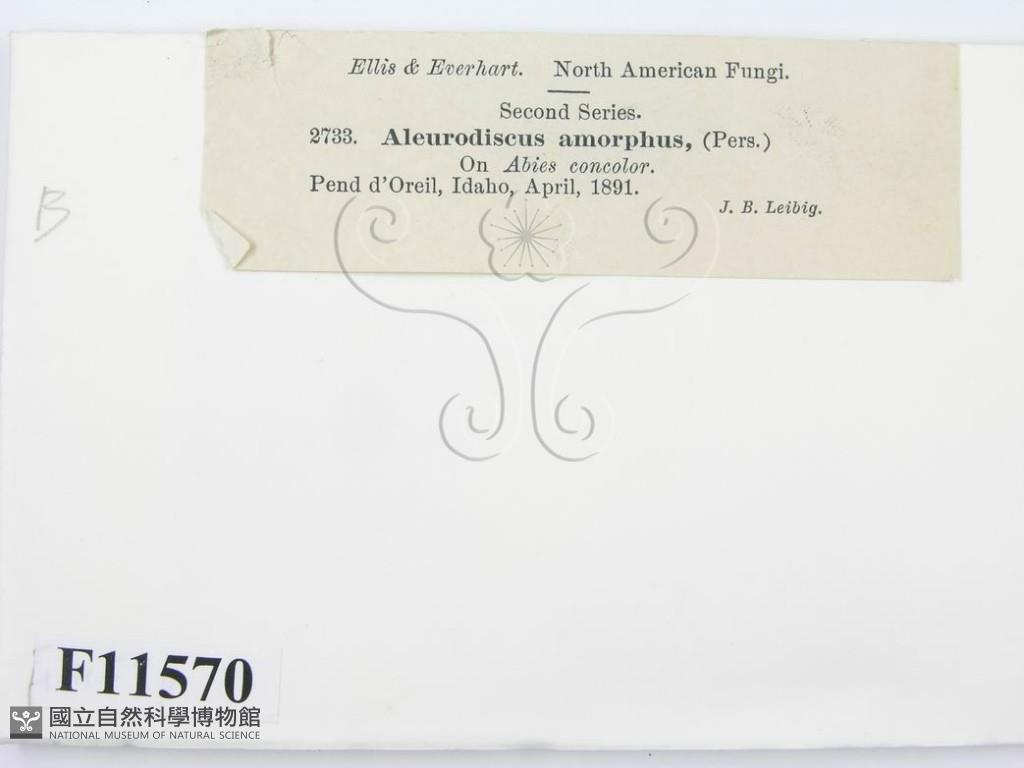 Ellis & Everhart. North American Fungi.
Second Series.
2733. Aleurodiscus amorphus, (Pers.)
On Abies concolor.
Pend d'Oreil, Idaho, April, 1891.
J. B. Leibig.
B
F11570
國立自然科學博物館
NATIONAL MUSEUM OF NATURAL SCIENCE